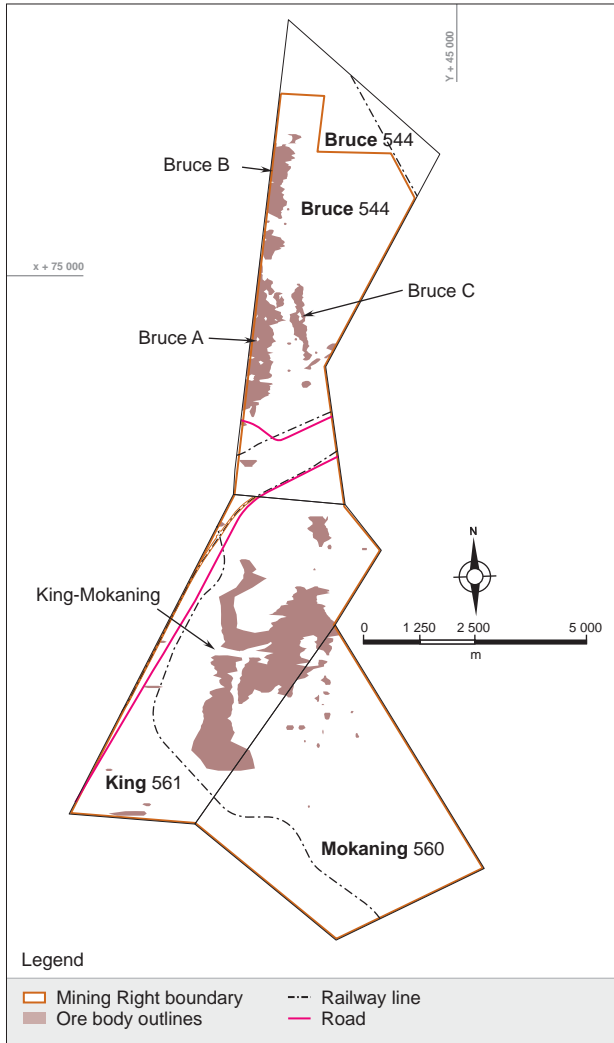 Y + 45 000
Bruce 544
Bruce B
Bruce 544
x + 75 000
Bruce C
Bruce A
N
King-Mokaning
0 1 250 2 500 5 000
m
King 561
Mokaning 560
Legend
Mining Right boundary
Railway line
Ore body outlines
Road